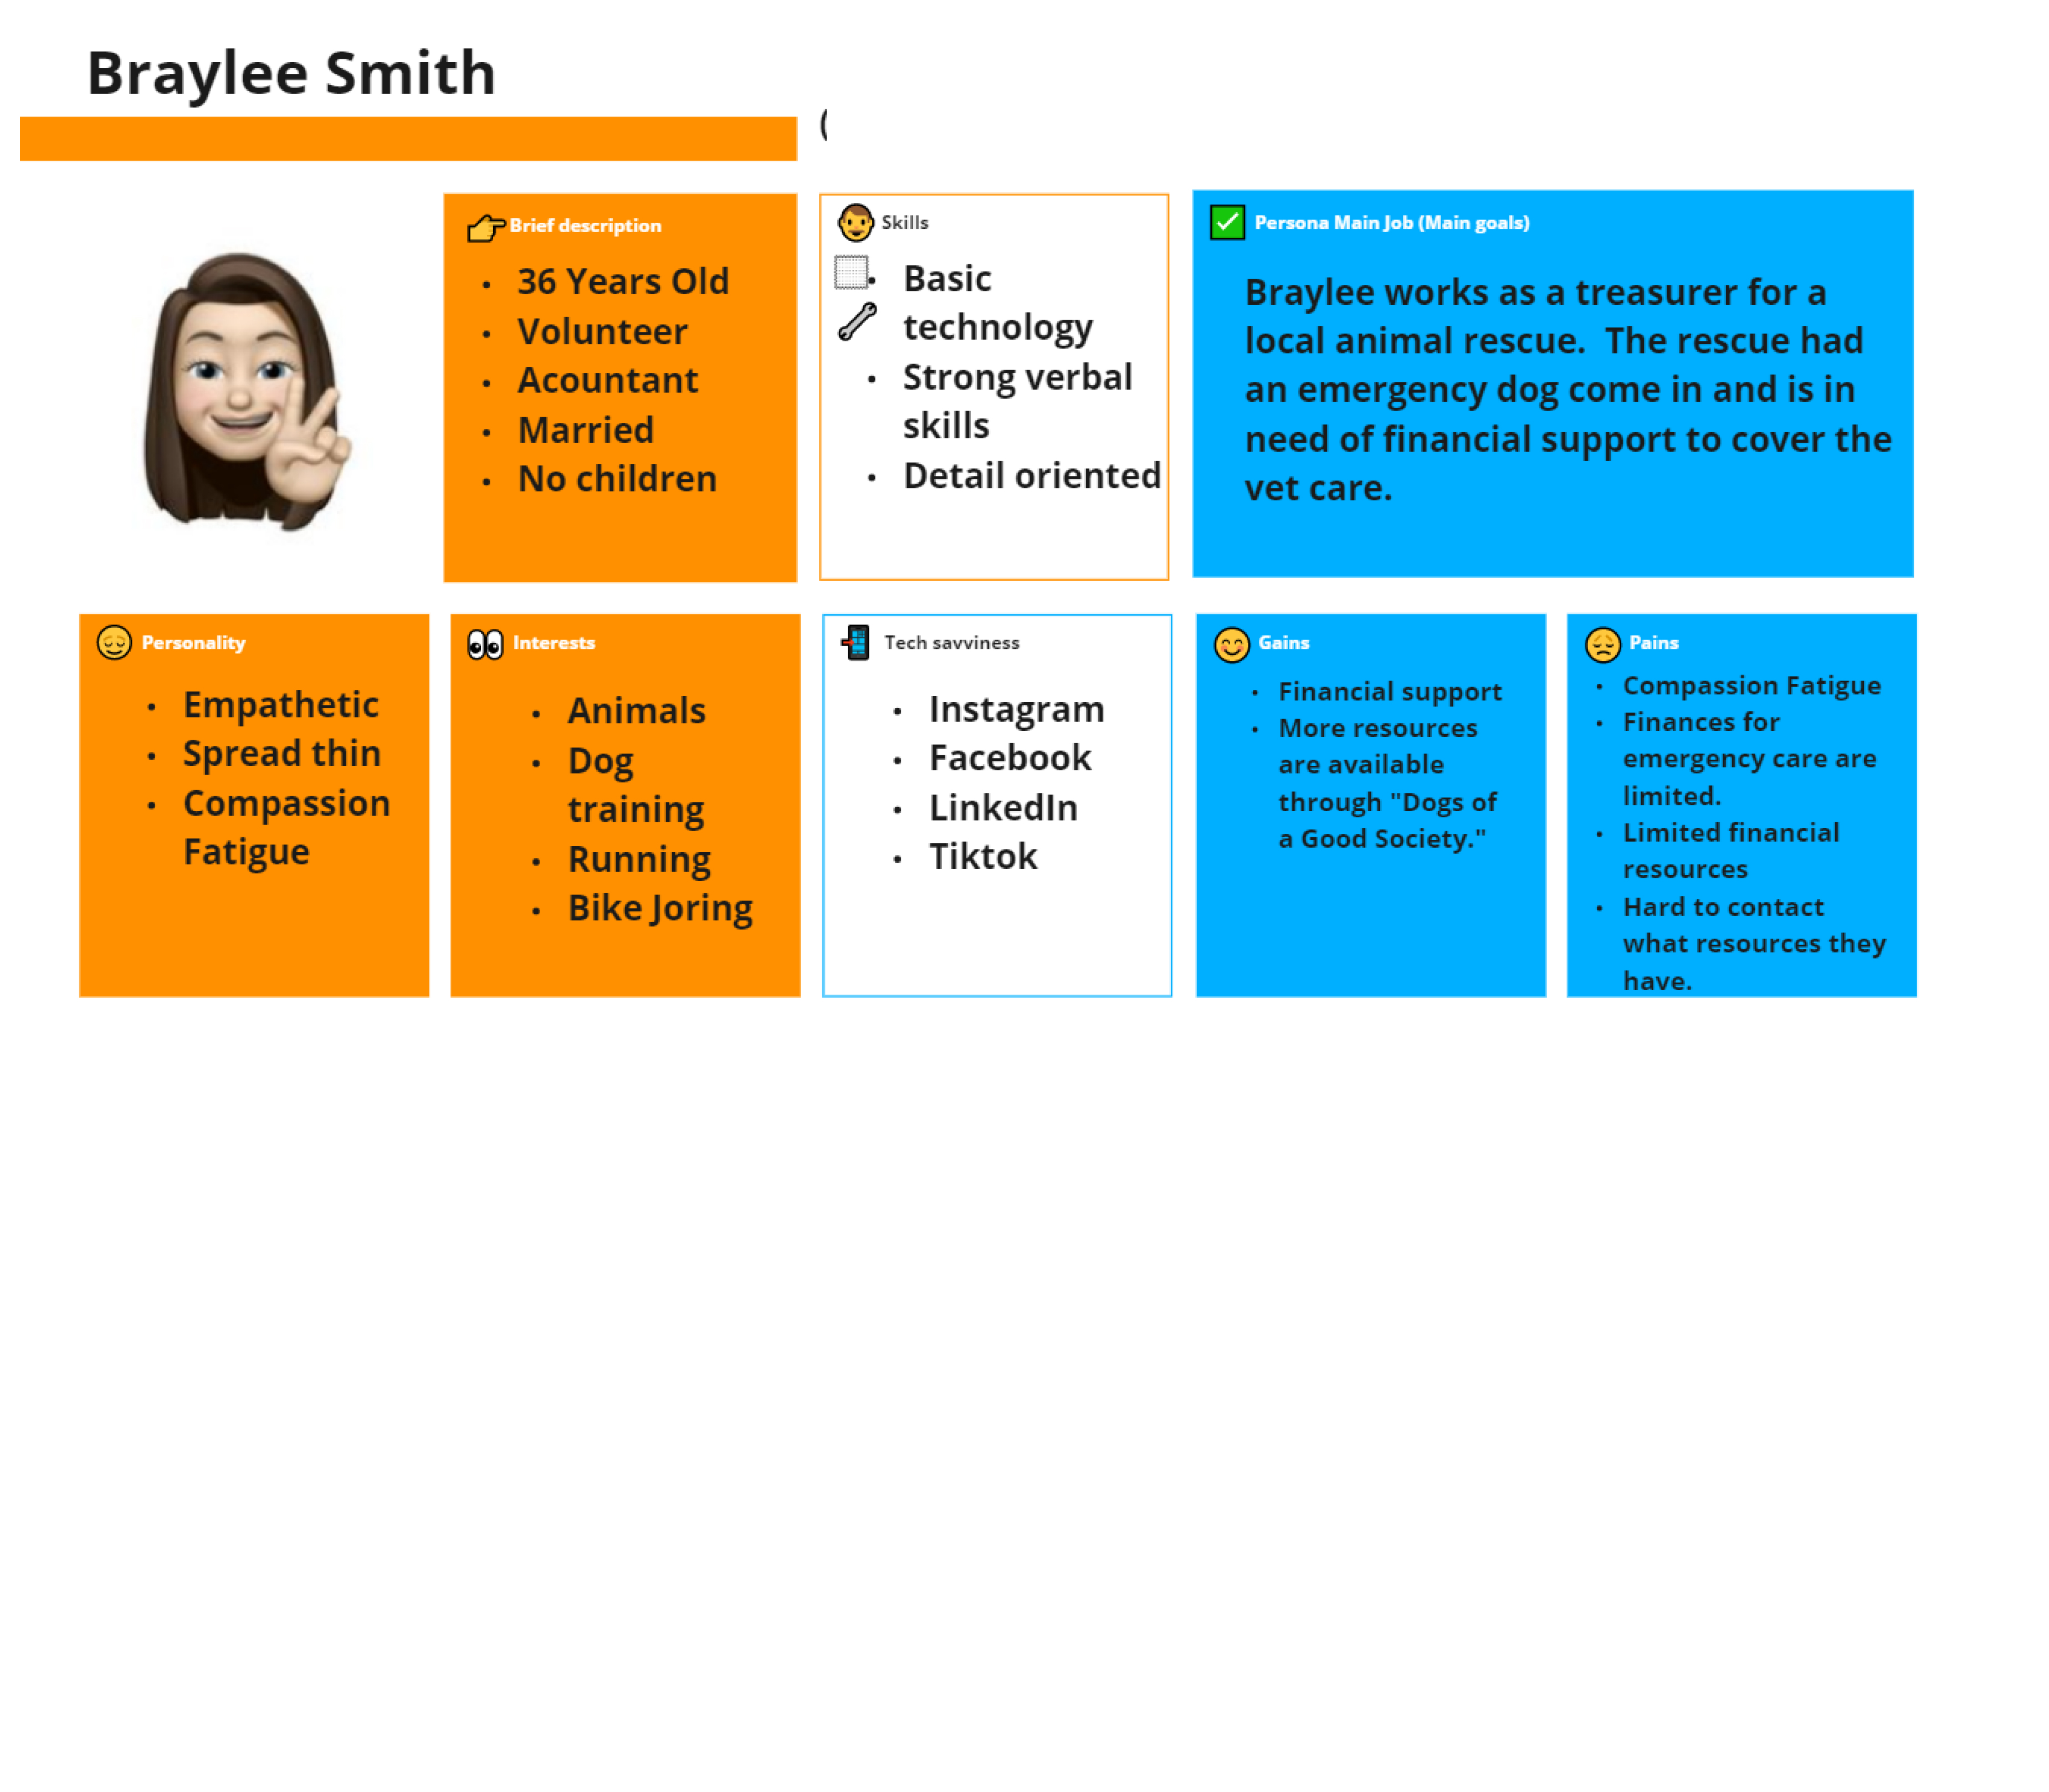 Braylee Smith
(
Brief description
• 36 Years Old
• Volunteer
• Acountant
• Married
• No children
Skills
• Basic
technology
• Strong verbal
skills
• Detail oriented
Persona Main Job (Main goals)
Braylee works as a treasurer for a
local animal rescue.  The rescue had
an emergency dog come in and is in
need of financial support to cover the
vet care.
Personality
• Empathetic
• Spread thin
• Compassion
Fatigue
Interests
• Animals
• Dog
training
• Running
• Bike Joring
Tech savviness
• Instagram
• Facebook
• LinkedIn
• Tiktok
Gains
• Financial support
• More resources
are available
through "Dogs of
a Good Society."
Pains
• Compassion Fatigue
• Finances for
emergency care are
limited.
• Limited financial
resources
• Hard to contact
what resources they
have.